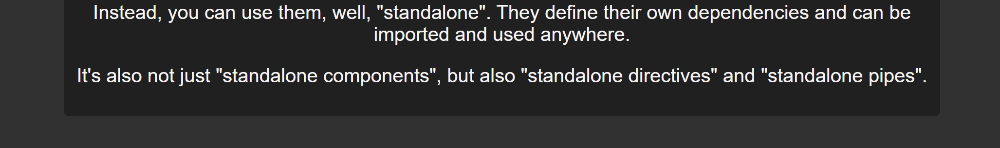 Instead, you can use them, well, "standalone". They define their own dependencies and can be
imported and used anywhere.
It's also not just "standalone components", but also "standalone directives" and "standalone pipes".